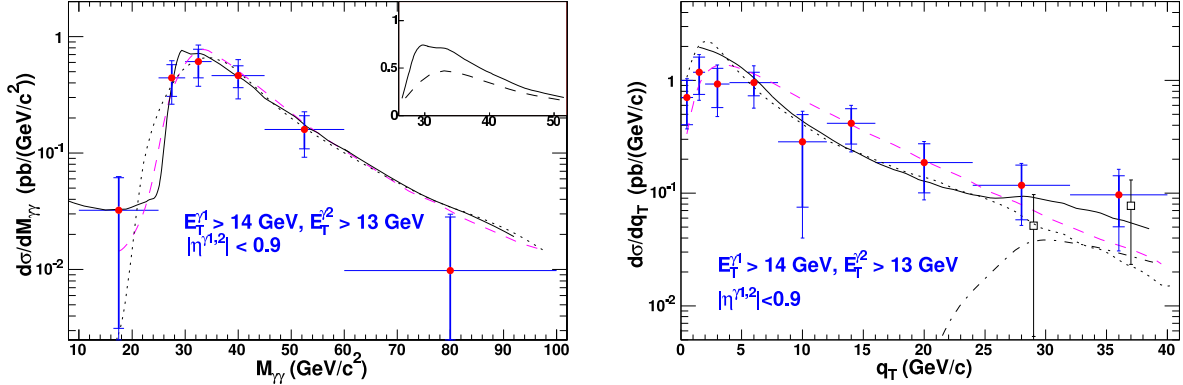 dσ/dM_γγ (pb/(GeV/c²))
1
10⁻¹
10⁻²
1
0.5
0
30 40 50
E_T^γ1 > 14 GeV, E_T^γ2 > 13 GeV
|η^γ1,2| < 0.9
10 20 30 40 50 60 70 80 90 100
M_γγ (GeV/c²)
dσ/dq_T (pb/(GeV/c))
10
1
10⁻¹
10⁻²
E_T^γ1 > 14 GeV, E_T^γ2 > 13 GeV
|η^γ1,2|<0.9
0 5 10 15 20 25 30 35 40
q_T (GeV/c)